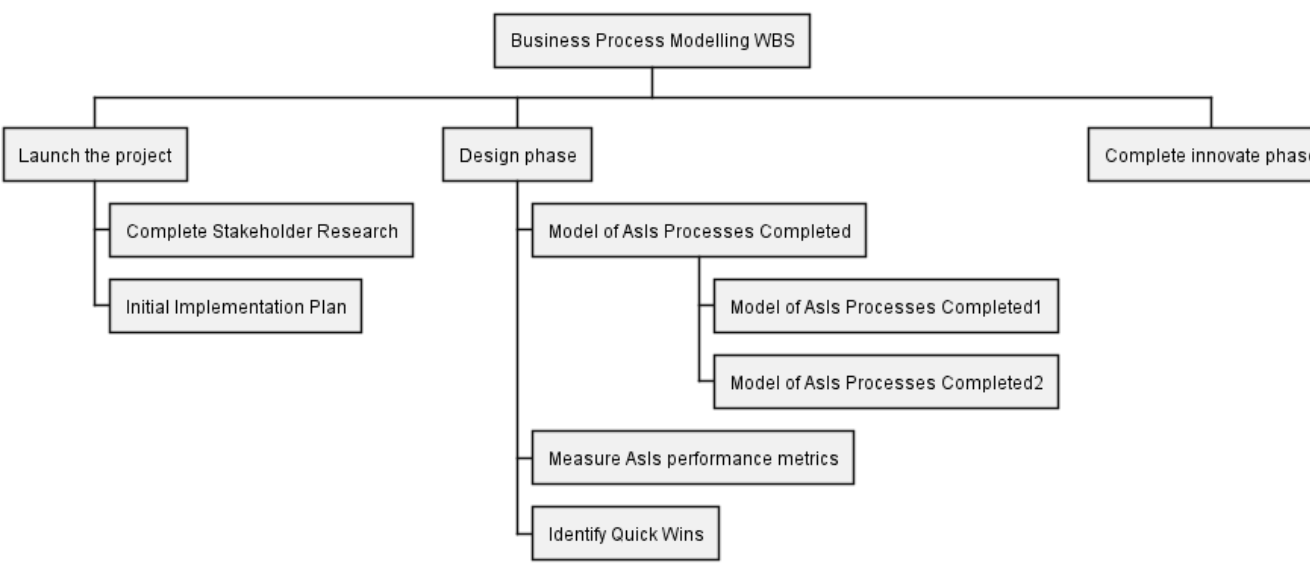 Business Process Modelling WBS
Launch the project
Design phase
Complete innovate phase
Complete Stakeholder Research
Model of AsIs Processes Completed
Initial Implementation Plan
Model of AsIs Processes Completed1
Model of AsIs Processes Completed2
Measure AsIs performance metrics
Identify Quick Wins